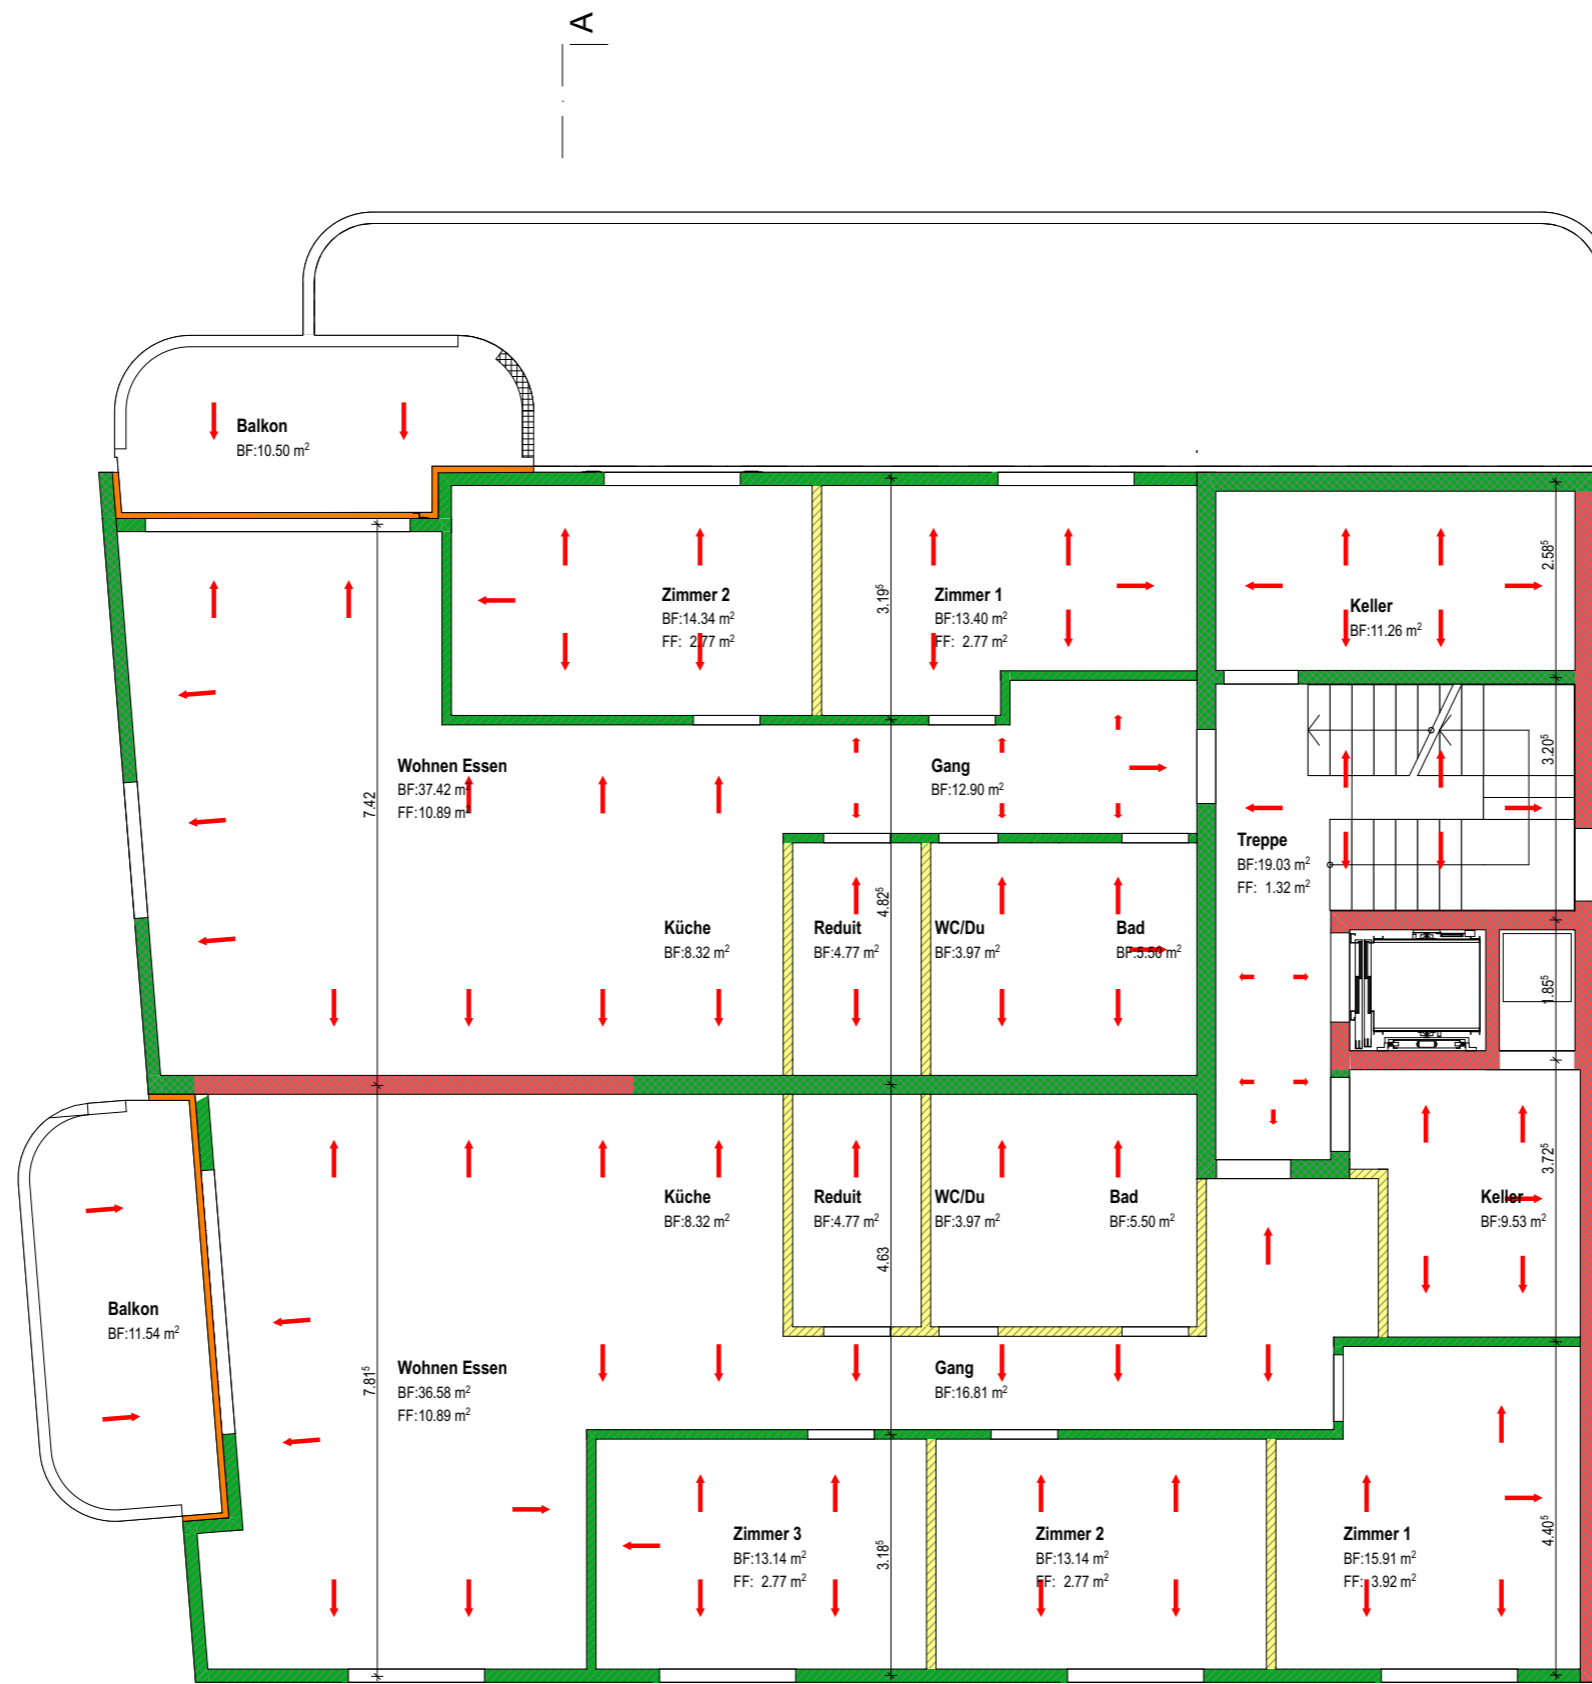 A
Balkon
BF:10.50 m²
Zimmer 2
BF:14.34 m²
FF: 2.77 m²
3.19⁵
Zimmer 1
BF:13.40 m²
FF: 2.77 m²
Keller
BF:11.26 m²
2.58⁵
7.42
Wohnen Essen
BF:37.42 m²
FF:10.89 m²
Gang
BF:12.90 m²
3.20⁵
Treppe
BF:19.03 m²
FF: 1.32 m²
Küche
BF:8.32 m²
Reduit
BF:4.77 m²
4.82⁵
WC/Du
BF:3.97 m²
Bad
BF:5.50 m²
1.85⁵
Küche
BF:8.32 m²
Reduit
BF:4.77 m²
4.63
WC/Du
BF:3.97 m²
Bad
BF:5.50 m²
Keller
BF:9.53 m²
3.72⁵
Balkon
BF:11.54 m²
7.81⁵
Wohnen Essen
BF:36.58 m²
FF:10.89 m²
Gang
BF:16.81 m²
Zimmer 3
BF:13.14 m²
FF: 2.77 m²
3.18⁵
Zimmer 2
BF:13.14 m²
FF: 2.77 m²
Zimmer 1
BF:15.91 m²
FF: 3.92 m²
4.40⁵